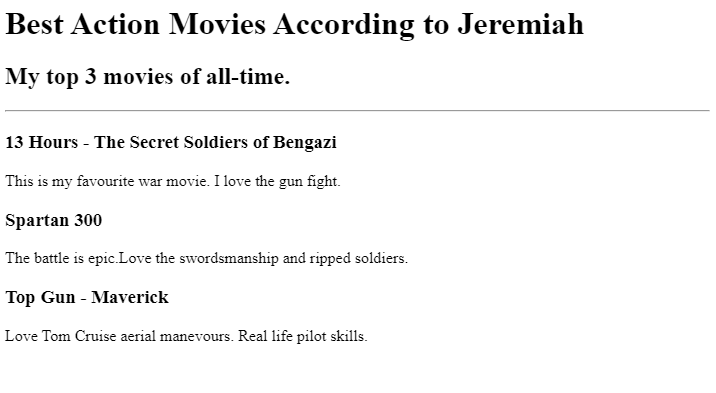 Best Action Movies According to Jeremiah
My top 3 movies of all-time.
13 Hours - The Secret Soldiers of Bengazi
This is my favourite war movie. I love the gun fight.
Spartan 300
The battle is epic.Love the swordsmanship and ripped soldiers.
Top Gun - Maverick
Love Tom Cruise aerial manevours. Real life pilot skills.